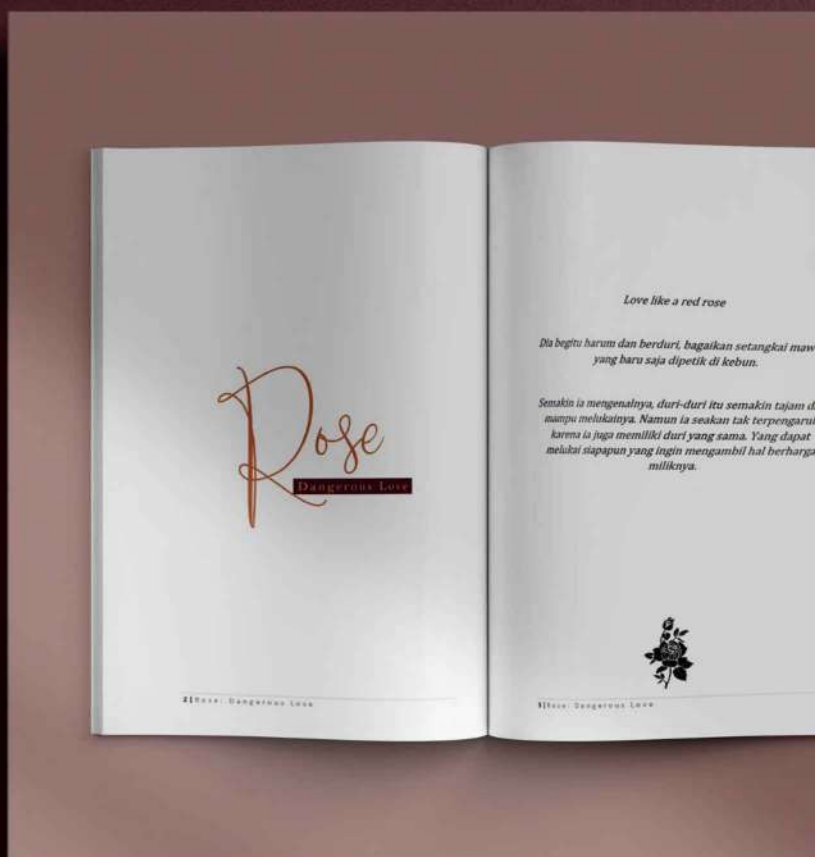 Rose
Dangerous Love
2|Rose: Dangerous Love
Love like a red rose
Dia begitu harum dan berduri, bagaikan setangkai maw
yang baru saja dipetik di kebun.
Semakin ia mengenalnya, duri-duri itu semakin tajam d
mampu melukainya. Namun ia seakan tak terpengaruh
karena ia juga memiliki duri yang sama. Yang dapat
melukai siapapun yang ingin mengambil hal berharga
miliknya.
5|Rose: Dangerous Love